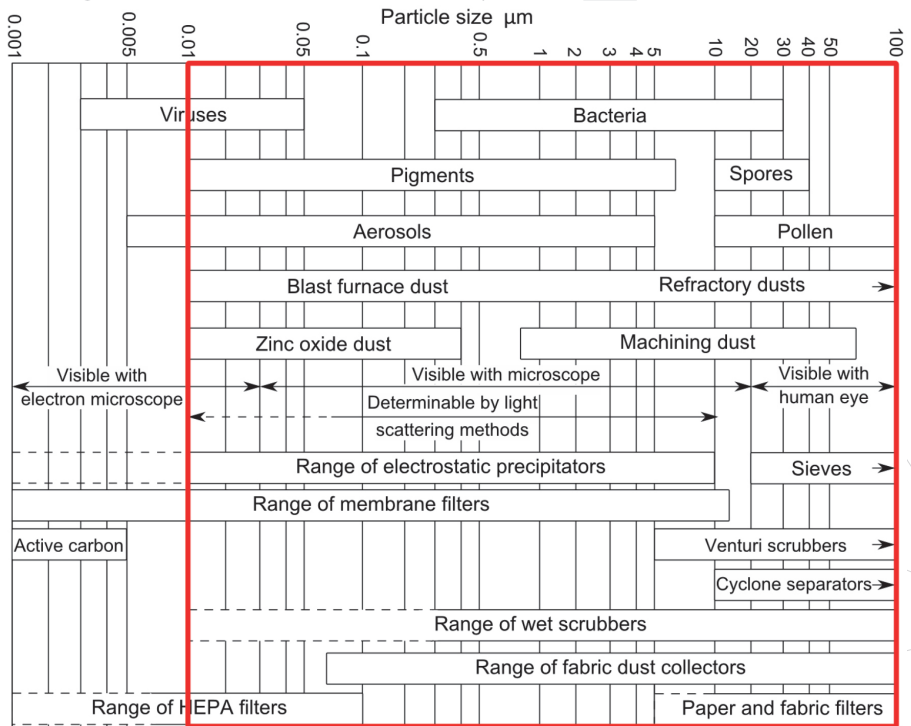 Particle size µm
0.001 0.005 0.01 0.05 0.1 0.5 1 2 3 4 5 10 20 30 40 50 100
Viruses Bacteria
Pigments Spores
Aerosols Pollen
Blast furnace dust Refractory dusts
Zinc oxide dust Machining dust
Visible with
electron microscope
Visible with microscope
Visible with
human eye
Determinable by light
scattering methods
Range of electrostatic precipitators Sieves
Range of membrane filters
Active carbon Venturi scrubbers
Cyclone separators
Range of wet scrubbers
Range of fabric dust collectors
Range of HEPA filters Paper and fabric filters